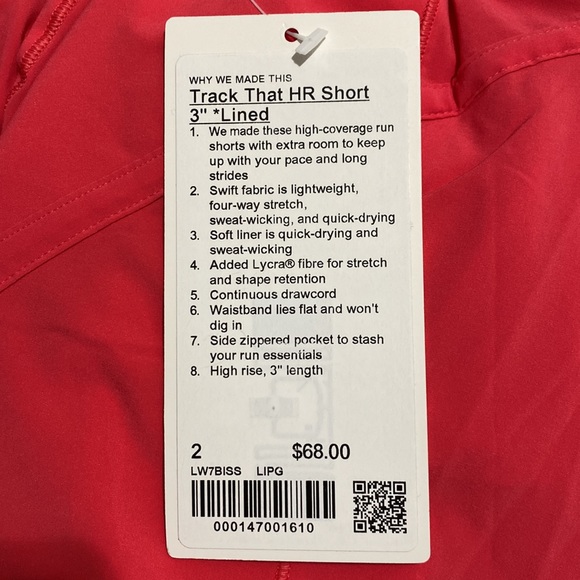 WHY WE MADE THIS
Track That HR Short
3" *Lined
1. We made these high-coverage run
shorts with extra room to keep
up with your pace and long
strides
2. Swift fabric is lightweight,
four-way stretch,
sweat-wicking, and quick-drying
3. Soft liner is quick-drying and
sweat-wicking
4. Added Lycra® fibre for stretch
and shape retention
5. Continuous drawcord
6. Waistband lies flat and won't
dig in
7. Side zippered pocket to stash
your run essentials
8. High rise, 3" length
2 $68.00
LW7BISS LIPG
000147001610